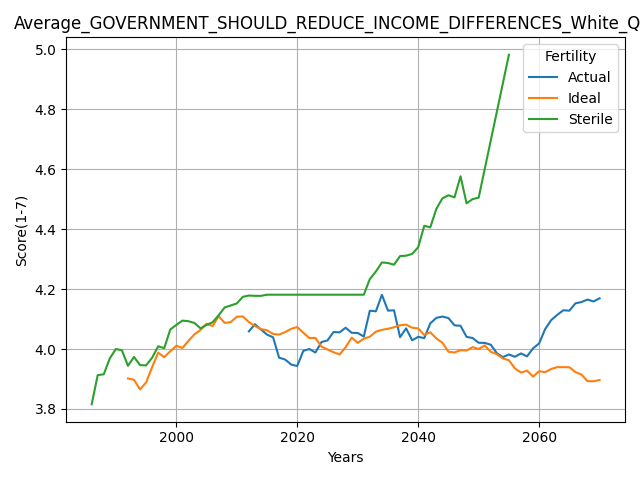 Average_GOVERNMENT_SHOULD_REDUCE_INCOME_DIFFERENCES_White_Q
Fertility
Actual
Ideal
Sterile
Score(1-7)
5.0
4.8
4.6
4.4
4.2
4.0
3.8
2000
2020
2040
2060
Years